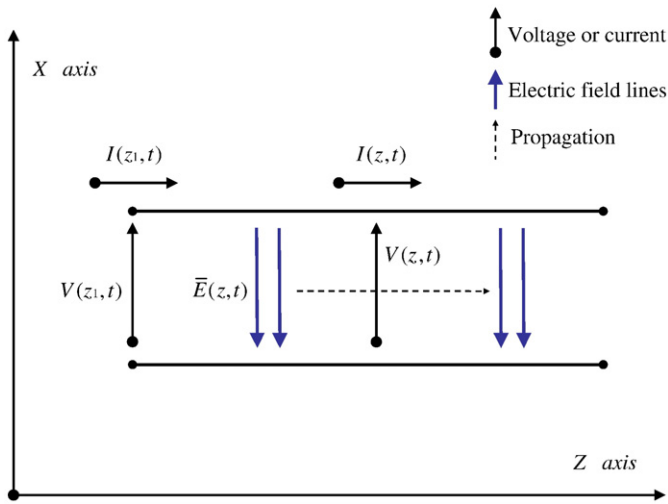 Voltage or current
X axis
Electric field lines
Propagation
I(z1,t) I(z,t)
V(z,t)
V(z1,t) E̅(z,t)
Z axis